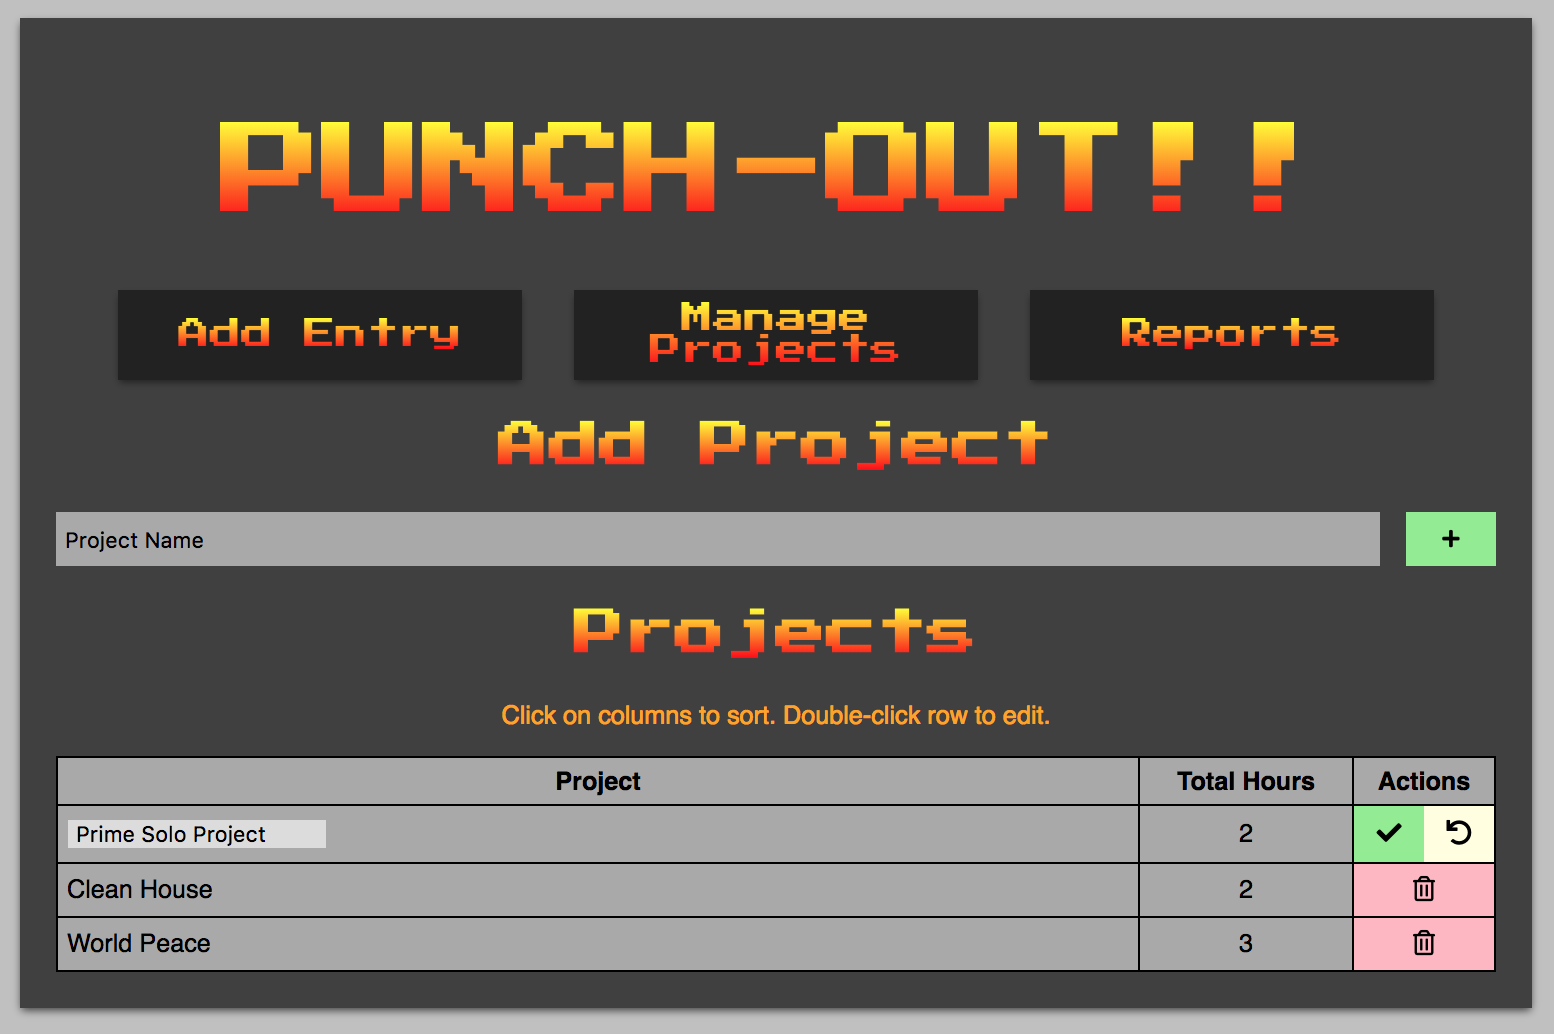 PUNCH-OUT!!
Add Entry
Manage
Projects
Reports
Add Project
Project Name
+
Projects
Click on columns to sort. Double-click row to edit.
Project Total Hours Actions
Prime Solo Project 2
Clean House 2
World Peace 3